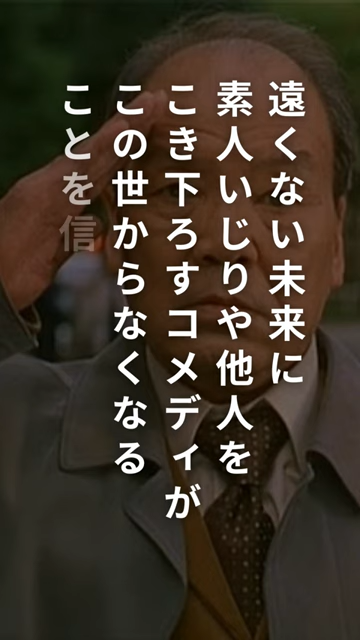 遠くない未来に
素人いじりや他人を
こき下ろすコメディが
この世からなくなる
ことを信